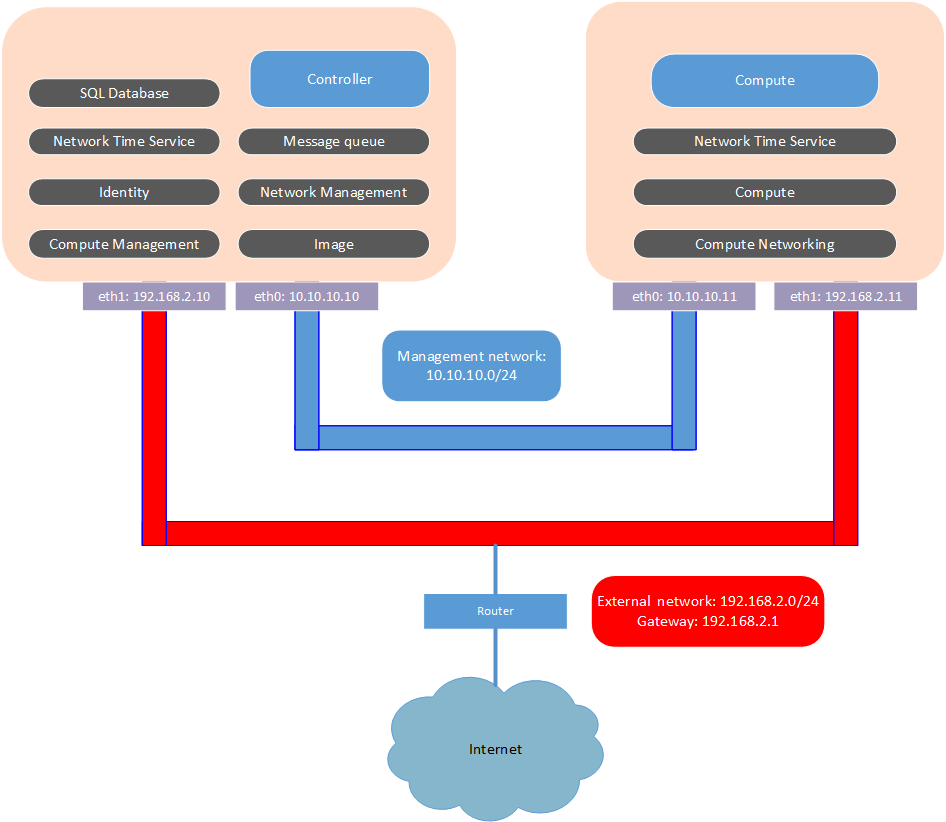 Controller
SQL Database
Network Time Service
Message queue
Identity
Network Management
Compute Management
Image
eth1: 192.168.2.10
eth0: 10.10.10.10
Compute
Network Time Service
Compute
Compute Networking
eth0: 10.10.10.11
eth1: 192.168.2.11
Management network:
10.10.10.0/24
Router
External network: 192.168.2.0/24
Gateway: 192.168.2.1
Internet